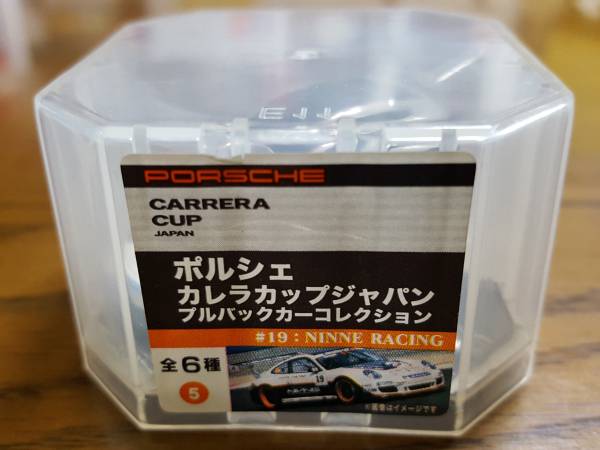 PORSCHE
CARRERA
CUP
JAPAN
ポルシェ
カレラカップジャパン
プルバックカーコレクション
#19 : NINNE RACING
全6種
5
19
※画像はイメージです